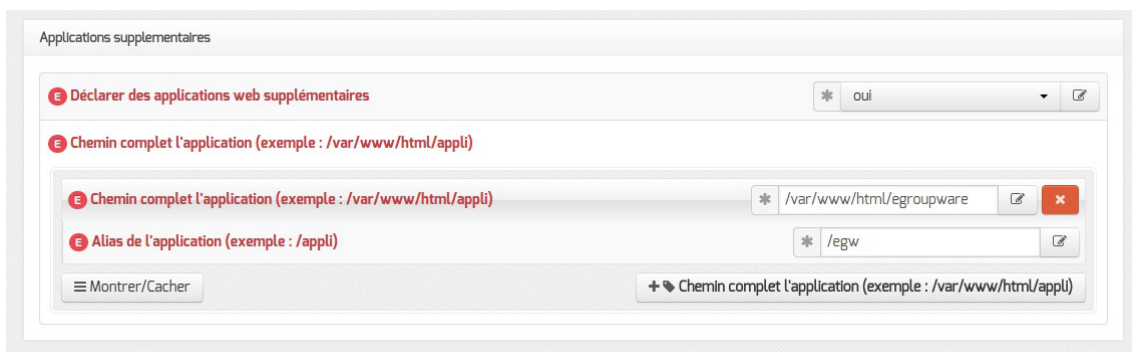 Applications supplementaires
E Déclarer des applications web supplémentaires
oui
E Chemin complet l'application (exemple : /var/www/html/appli)
E Chemin complet l'application (exemple : /var/www/html/appli)
/var/www/html/egroupware
E Alias de l'application (exemple : /appli)
/egw
Montrer/Cacher
Chemin complet l'application (exemple : /var/www/html/appli)